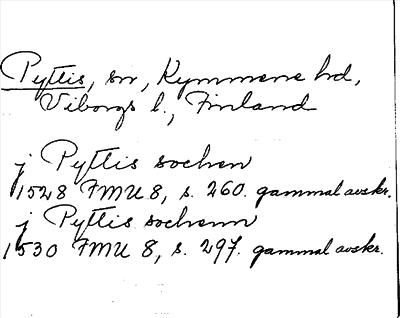 Pyttis, sn, Kymmene hd,
Viborgs l., Finland
j Pyttis sochen
1528 FMU 8, s. 260. gammal avskr.
j Pyttis sochenn
1530 FMU 8, s. 297. gammal avskr.